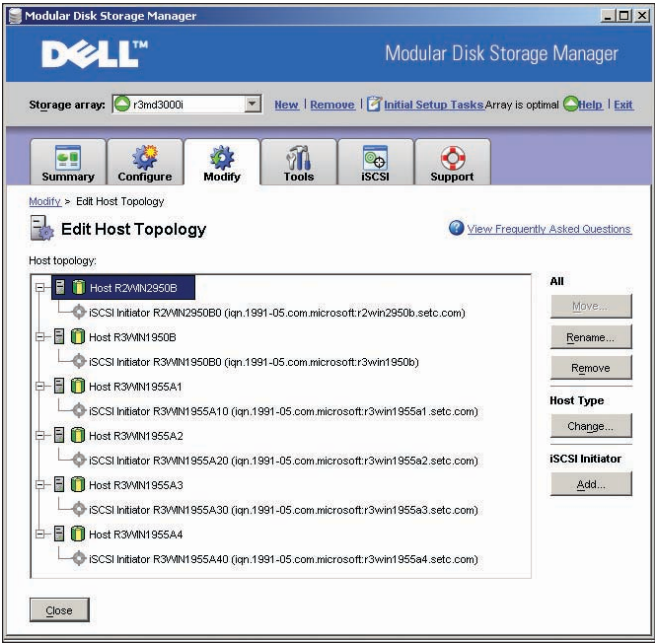 Modular Disk Storage Manager
DELL™
Modular Disk Storage Manager
Storage array: r3md3000i New | Remove | Initial Setup Tasks Array is optimal Help | Exit
Summary Configure Modify Tools iSCSI Support
Modify > Edit Host Topology
Edit Host Topology
View Frequently Asked Questions
Host topology:
Host R2WIN2950B
iSCSI Initiator R2WIN2950B0 (iqn.1991-05.com.microsoft:r2win2950b.setc.com)
Host R3WIN1950B
iSCSI Initiator R3WIN1950B0 (iqn.1991-05.com.microsoft:r3win1950b)
Host R3WIN1955A1
iSCSI Initiator R3WIN1955A10 (iqn.1991-05.com.microsoft:r3win1955a1.setc.com)
Host R3WIN1955A2
iSCSI Initiator R3WIN1955A20 (iqn.1991-05.com.microsoft:r3win1955a2.setc.com)
Host R3WIN1955A3
iSCSI Initiator R3WIN1955A30 (iqn.1991-05.com.microsoft:r3win1955a3.setc.com)
Host R3WIN1955A4
iSCSI Initiator R3WIN1955A40 (iqn.1991-05.com.microsoft:r3win1955a4.setc.com)
All
Move...
Rename...
Remove
Host Type
Change...
iSCSI Initiator
Add...
Close